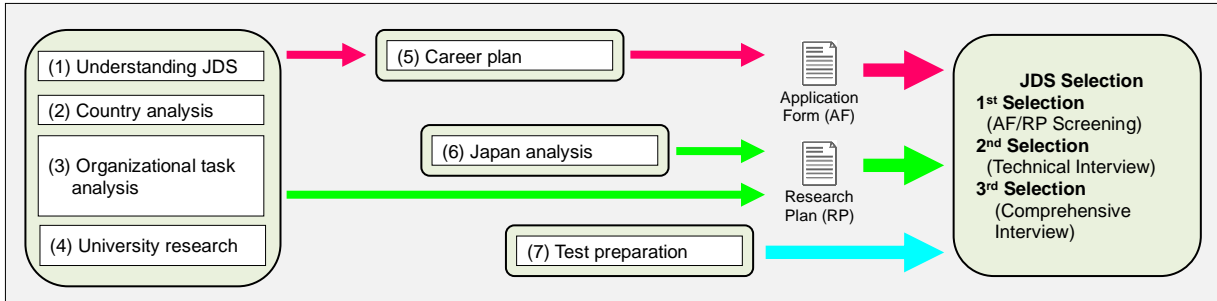 (1) Understanding JDS
(2) Country analysis
(3) Organizational task
analysis
(4) University research
(5) Career plan
(6) Japan analysis
(7) Test preparation
Application
Form (AF)
Research
Plan (RP)
JDS Selection
1st Selection
(AF/RP Screening)
2nd Selection
(Technical Interview)
3rd Selection
(Comprehensive
Interview)